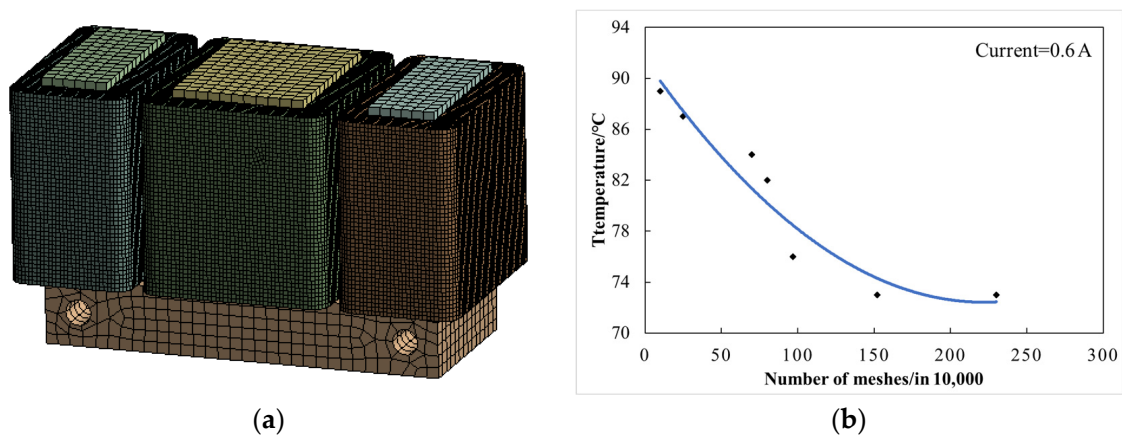 94
90
86
82
78
74
70
Ttemperature/°C
Current=0.6 A
0 50 100 150 200 250 300
Number of meshes/in 10,000
(a) (b)